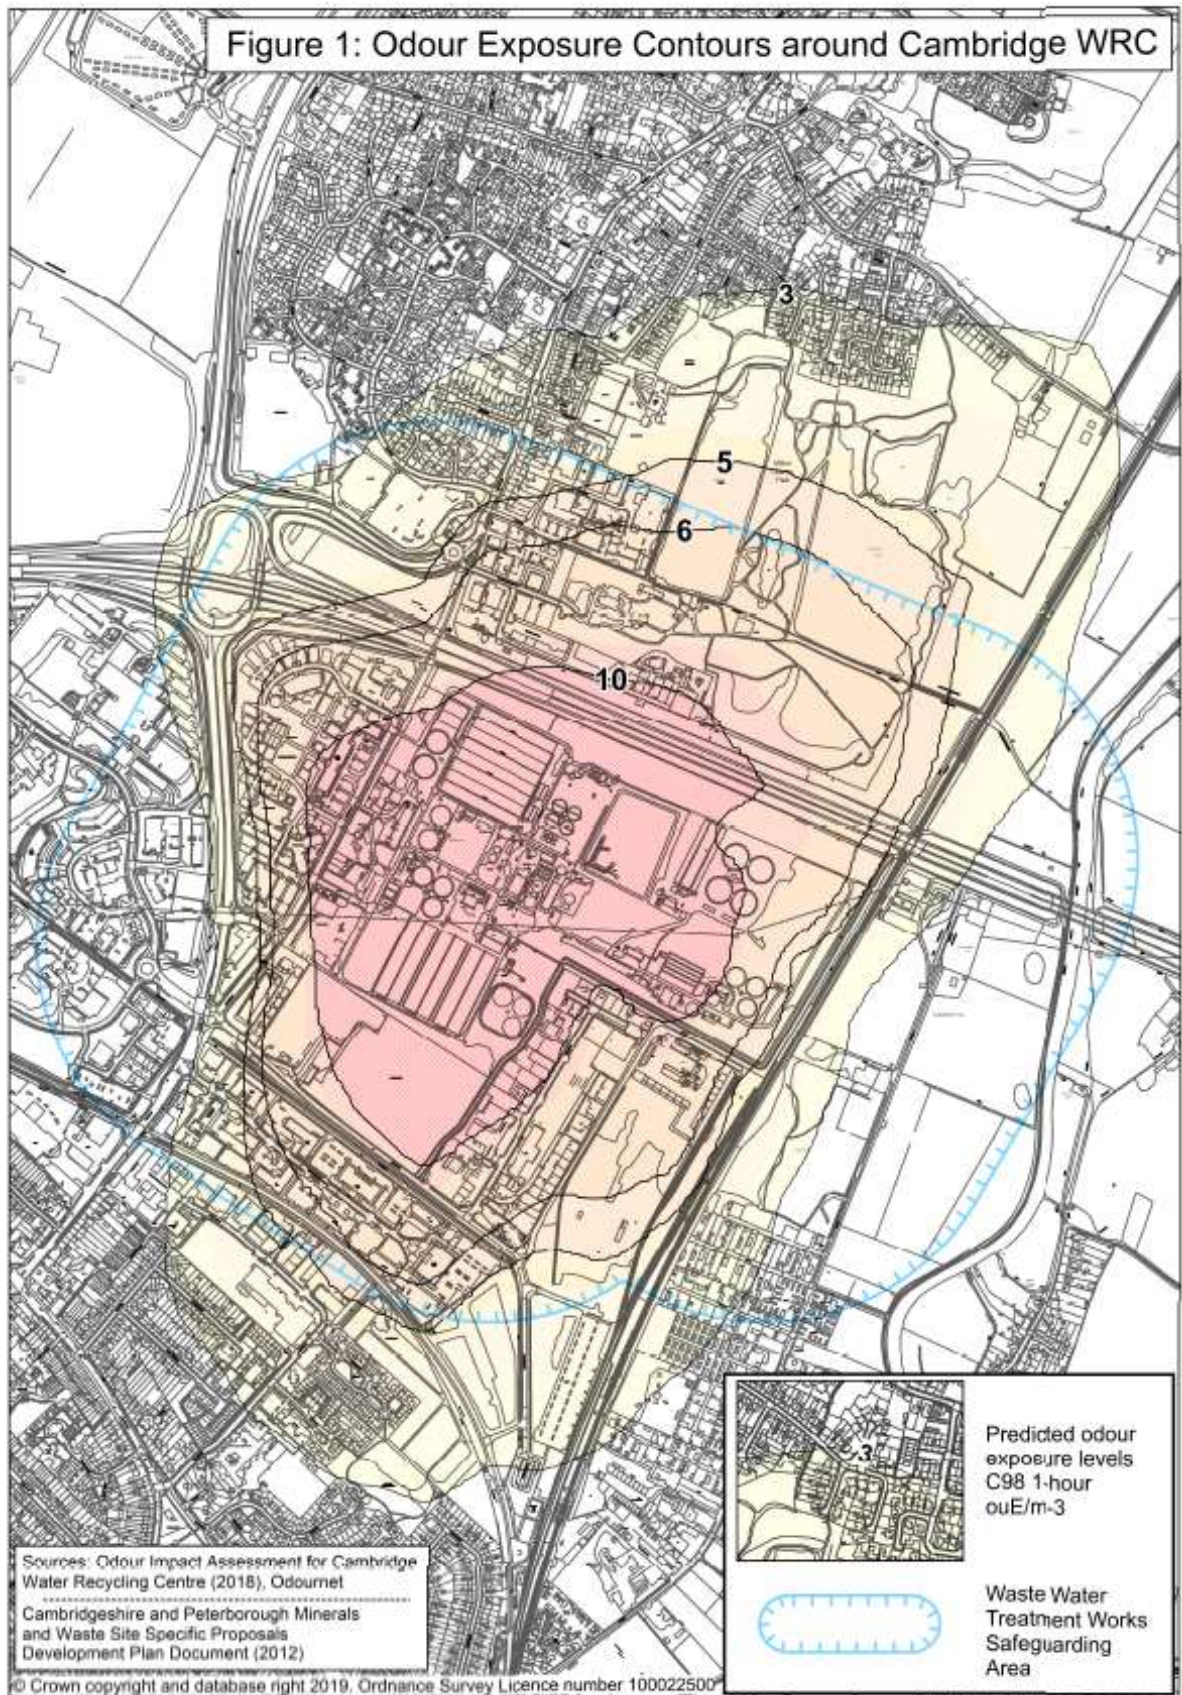 Figure 1: Odour Exposure Contours around Cambridge WRC
3
5
6
10
3
Predicted odour
exposure levels
C98 1-hour
ouE/m-3
Waste Water
Treatment Works
Safeguarding
Area
Sources: Odour Impact Assessment for Cambridge
Water Recycling Centre (2018), Odournet
Cambridgeshire and Peterborough Minerals
and Waste Site Specific Proposals
Development Plan Document (2012)
© Crown copyright and database right 2019. Ordnance Survey Licence number 100022500